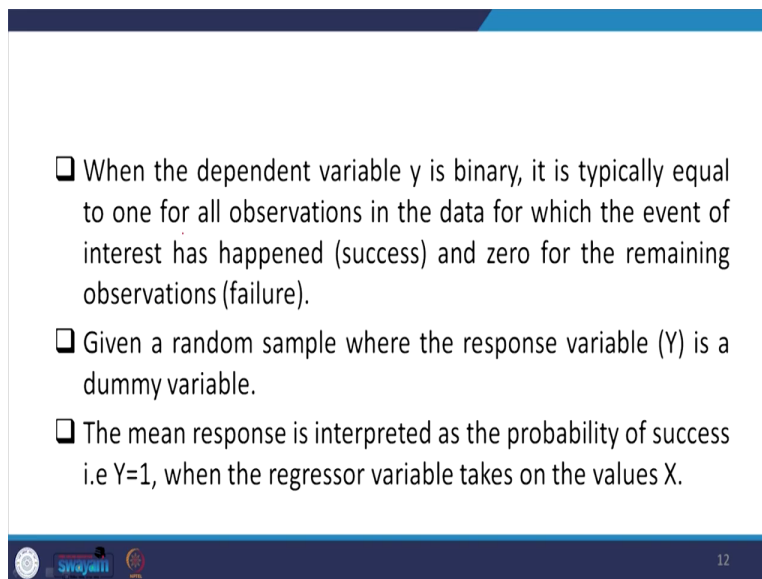 ❑ When the dependent variable y is binary, it is typically equal
to one for all observations in the data for which the event of
interest has happened (success) and zero for the remaining
observations (failure).
❑ Given a random sample where the response variable (Y) is a
dummy variable.
❑ The mean response is interpreted as the probability of success
i.e Y=1, when the regressor variable takes on the values X.
swayam
12